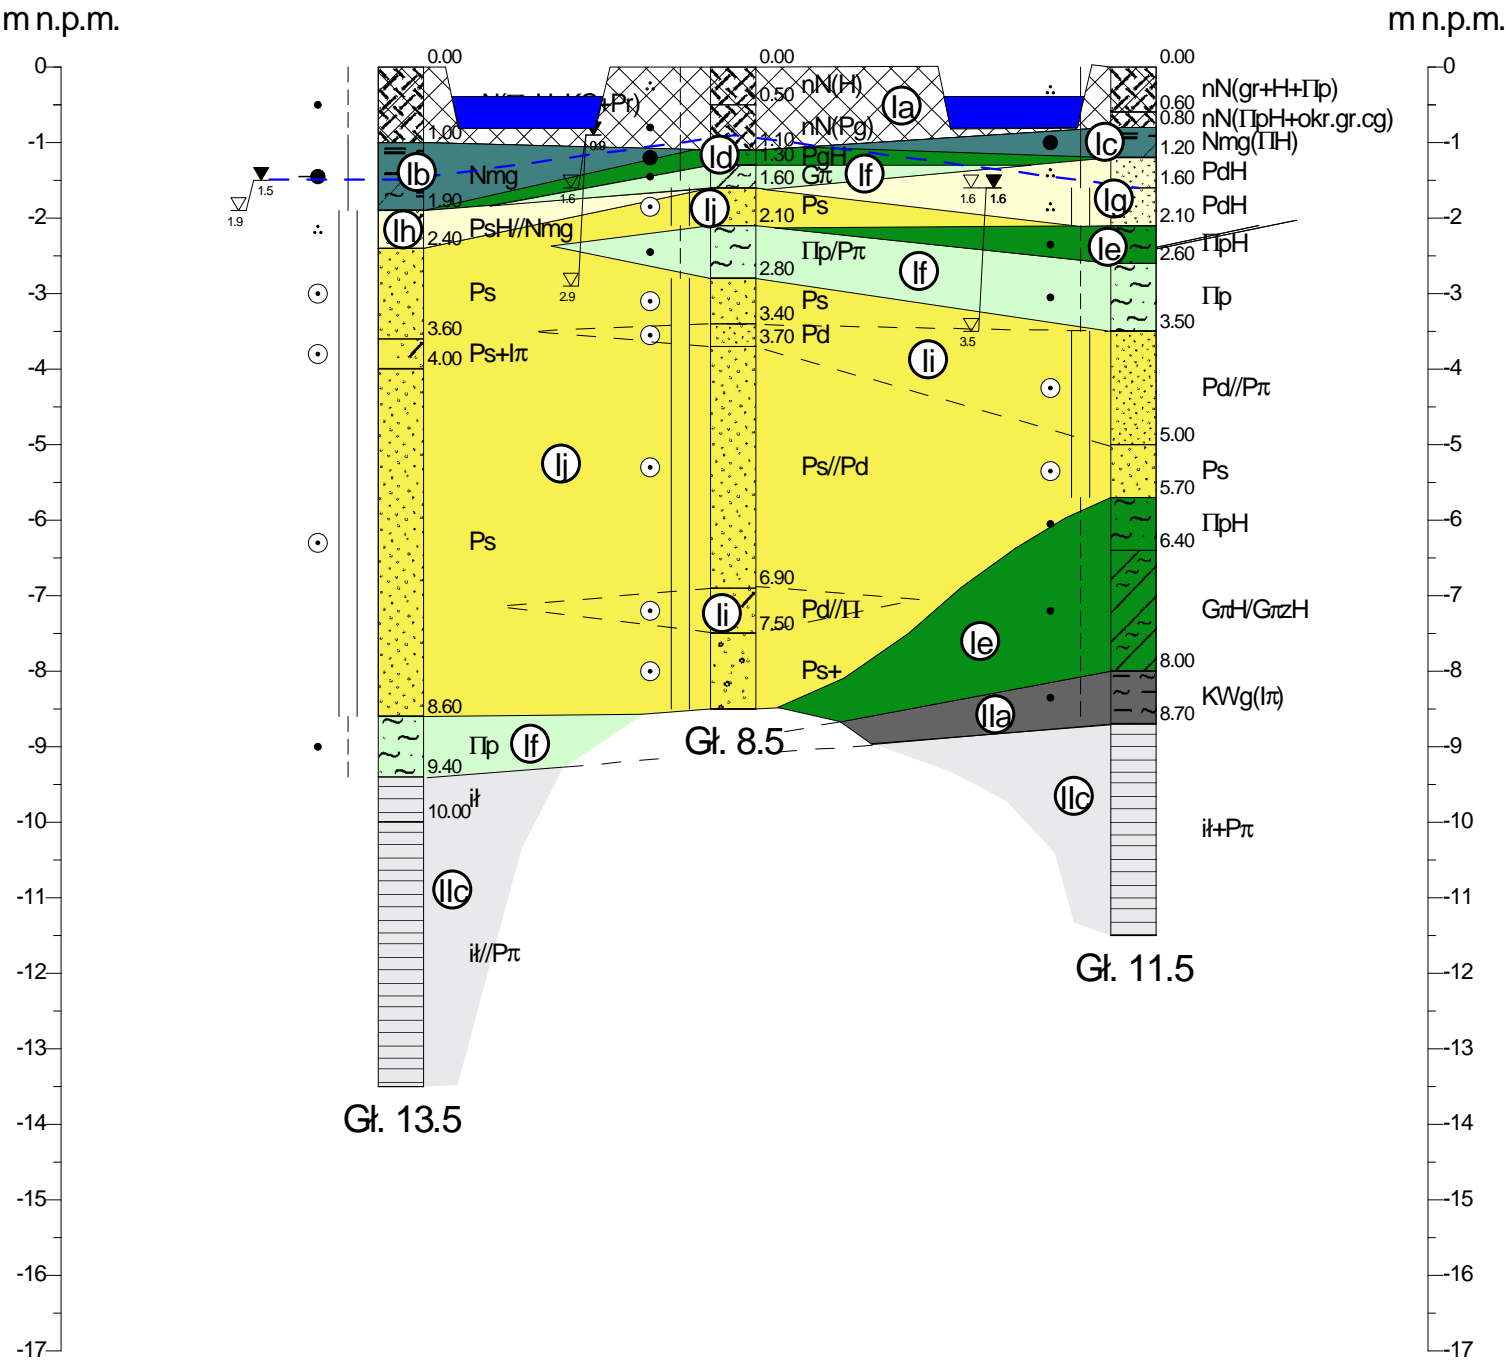 m n.p.m.
m n.p.m.
0
-1
-2
-3
-4
-5
-6
-7
-8
-9
-10
-11
-12
-13
-14
-15
-16
-17
1.5
1.9
0.00
1.00
Nmg
1.90
PsH//Nmg
2.40
Ps
3.60
Ps+Iπ
4.00
Ps
8.60
Πp
9.40
ił
10.00
ił//Pπ
Gł. 13.5
Ib
Ih
Ij
If
IIc
0.9
1.6
2.9
0.00
nN(H)
0.50
nN(Pg)
1.10
PgH
1.30
Gπ
1.60
Ps
2.10
Πp/Pπ
2.80
Ps
3.40
Pd
3.70
Ps//Pd
6.90
Pd//Π
7.50
Ps+
Gł. 8.5
Id
Ij
Ii
Ia
If
If
Ii
Ie
IIa
IIc
1.6
1.6
3.5
Ic
Ig
Ie
0.00
nN(gr+H+Πp)
0.60
nN(ΠpH+okr.gr.cg)
0.80
Nmg(ΠH)
1.20
PdH
1.60
PdH
2.10
ΠpH
2.60
Πp
3.50
Pd//Pπ
5.00
Ps
5.70
ΠpH
6.40
GπH/GπzH
8.00
KWg(Iπ)
8.70
ił+Pπ
Gł. 11.5
0
-1
-2
-3
-4
-5
-6
-7
-8
-9
-10
-11
-12
-13
-14
-15
-16
-17